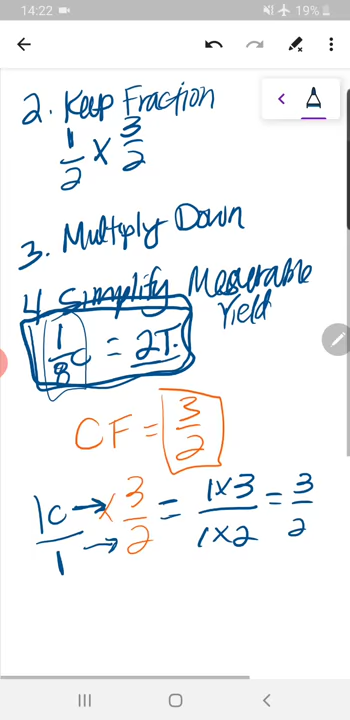 14:22 19%
2. Keep Fraction
1/2 x 3/2
3. Multiply Down
4 Simplify Measurable
Yield
1/8 c = 2T.
CF = 3/2
1c/1 → x 3/2 = 1x3/1x2 = 3/2